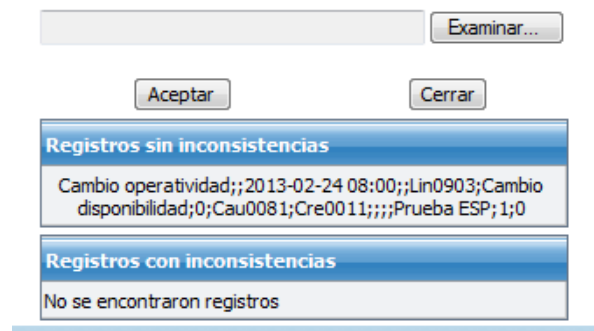 Examinar...
Aceptar Cerrar
Registros sin inconsistencias
Cambio operatividad;;2013-02-24 08:00;;Lin0903;Cambio
disponibilidad;0;Cau0081;Cre0011;;;;Prueba ESP;1;0
Registros con inconsistencias
No se encontraron registros